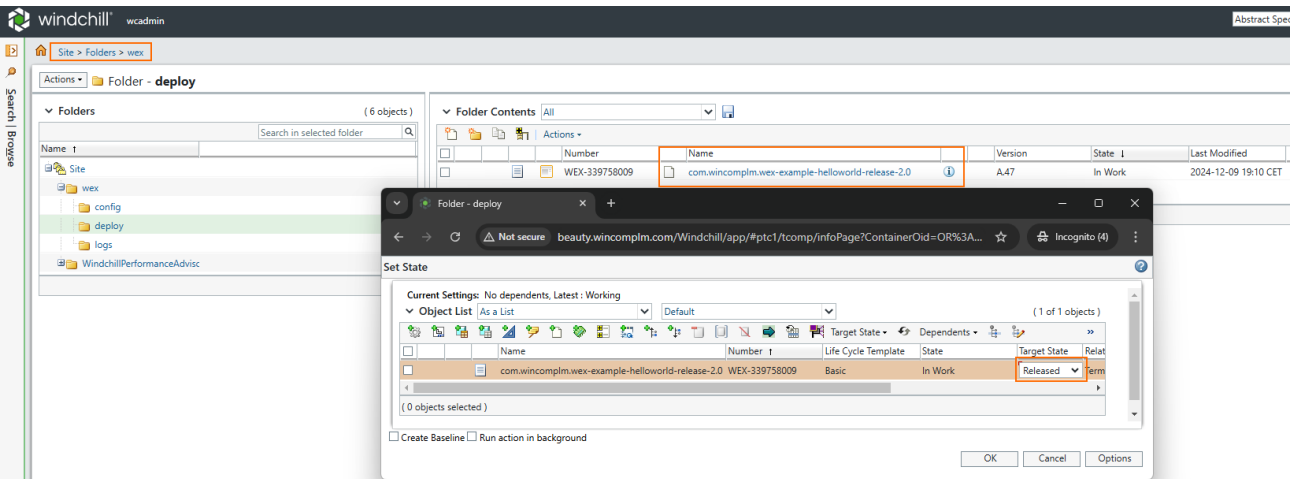 windchill® wcadmin
Abstract Spec
Site > Folders > wex
Actions Folder - deploy
Search | Browse
Folders (6 objects)
Search in selected folder
Name ↑
Site
wex
config
deploy
logs
WindchillPerformanceAdvisc
Folder Contents All
Actions
Number Name Version State ↓ Last Modified
WEX-339758009 com.wincomplm.wex-example-helloworld-release-2.0 A.47 In Work 2024-12-09 19:10 CET
Folder - deploy
Not secure beauty.wincomplm.com/Windchill/app/#ptc1/tcomp/infoPage?ContainerOid=OR%3A... Incognito (4)
Set State
Current Settings: No dependents, Latest : Working
Object List As a List Default (1 of 1 objects)
Target State Dependents »
Name Number ↑ Life Cycle Template State Target State Relat
com.wincomplm.wex-example-helloworld-release-2.0 WEX-339758009 Basic In Work Released Term
(0 objects selected)
Create Baseline Run action in background
OK Cancel Options